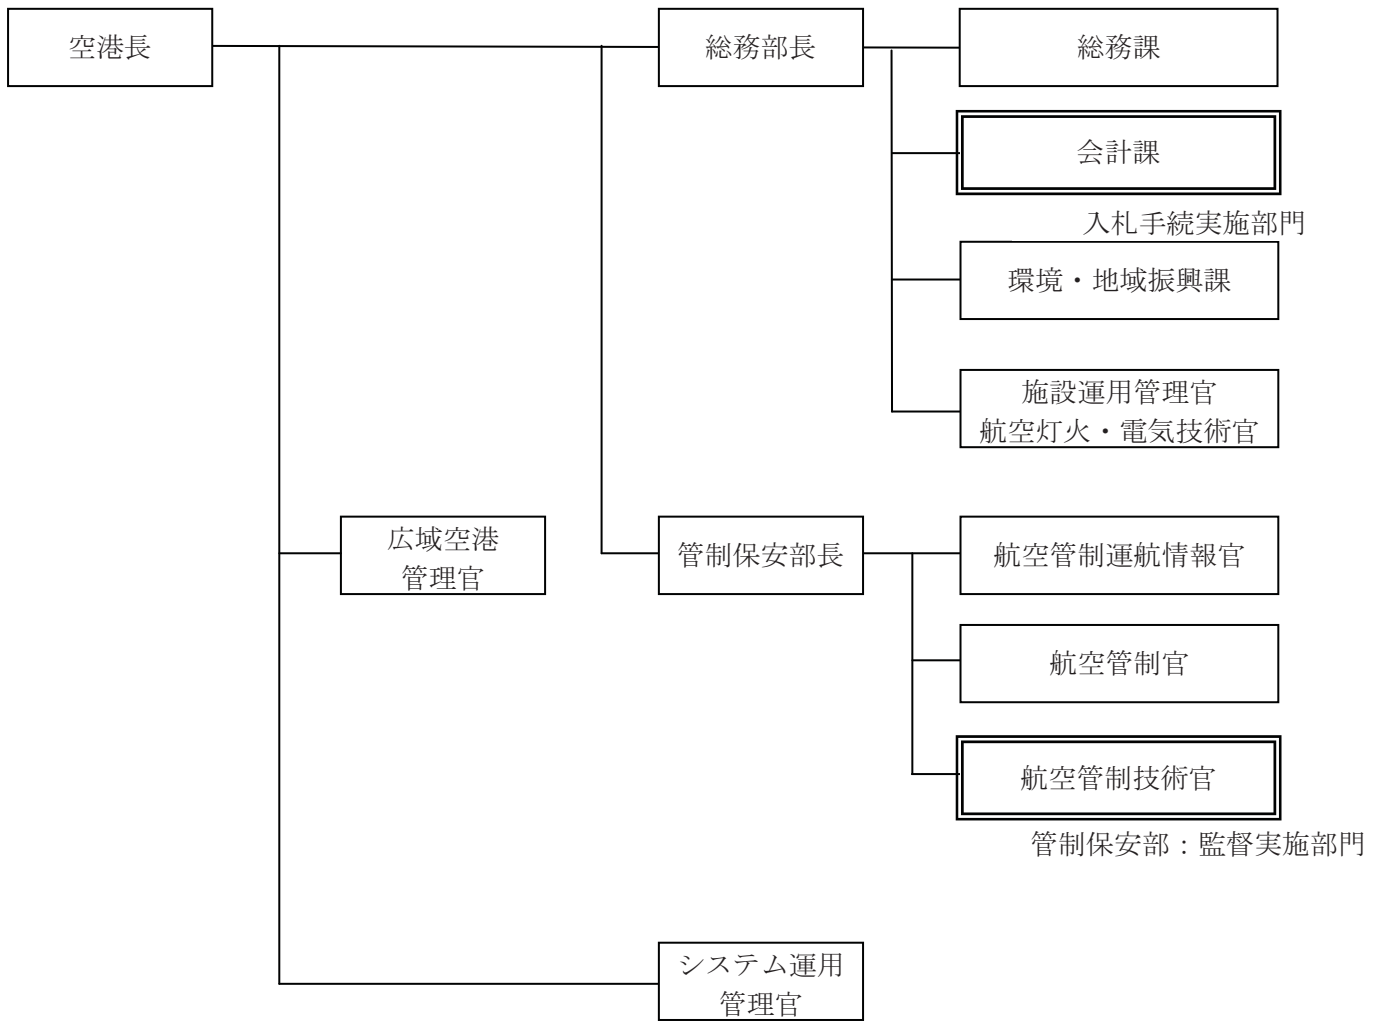 空港長
総務部長
総務課
会計課
入札手続実施部門
環境・地域振興課
施設運用管理官
航空灯火・電気技術官
広域空港
管理官
管制保安部長
航空管制運航情報官
航空管制官
航空管制技術官
管制保安部：監督実施部門
システム運用
管理官